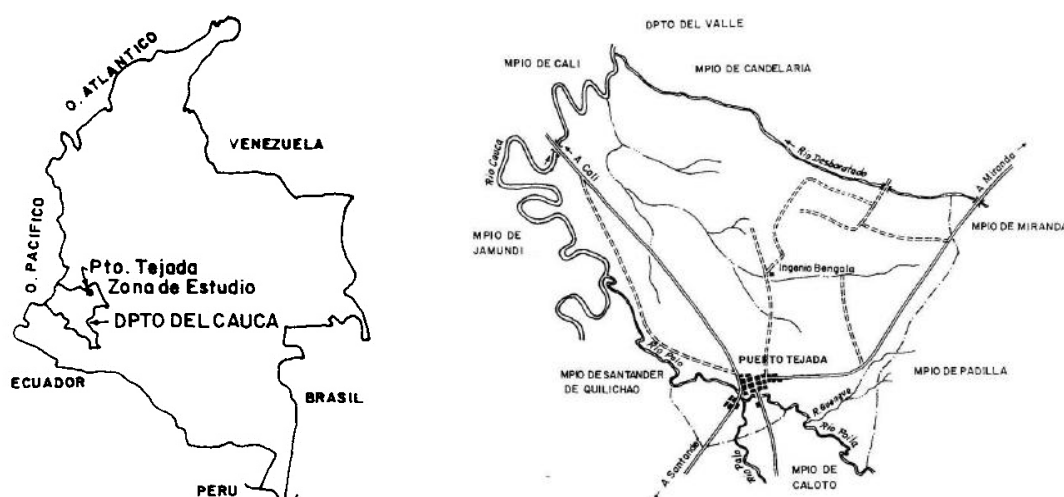 O. ATLANTICO
VENEZUELA
O. PACIFICO
Pto. Tejada
Zona de Estudio
DPTO DEL CAUCA
ECUADOR
BRASIL
PERU
DPTO DEL VALLE
MPIO DE CALI
MPIO DE CANDELARIA
Rio Cauca
A Cali
Rio Desbaratado
A Miranda
MPIO DE
JAMUNDI
MPIO DE MIRANDA
Ingenio Bengala
Rio Palo
PUERTO TEJADA
MPIO DE SANTANDER
DE QUILICHAO
MPIO DE PADILLA
Rio Paila
A Santande
Rio
Palo
MPIO DE
CALOTO